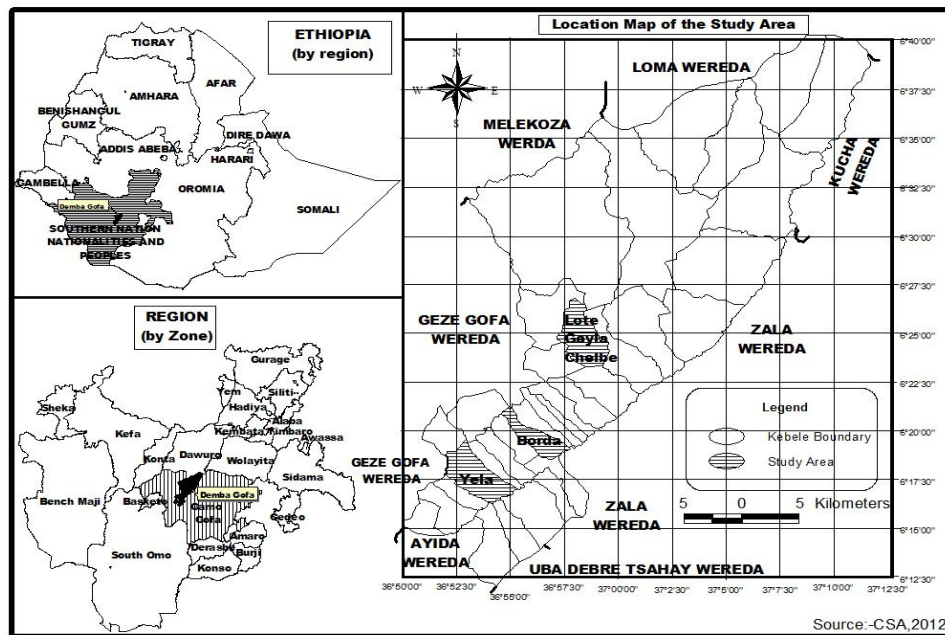 ETHIOPIA
(by region)
TIGRAY
AFAR
AMHARA
BENISHANGUL
GUMZ
DIRE DAWA
ADDIS ABEBA
HARARI
GAMBELLA
OROMIA
Demba Gofa
SOMALI
SOUTHERN NATION
NATIONALITIES AND
PEOPLES
REGION
(by Zone)
Gurage
Yem
Siliti
Hadiya
Sheka
Alaba
Kembata Timbaro
Kefa
Awassa
Konta
Dawuro
Wolayita
Sidama
Bench Maji
Basketo
Demba Gofa
Gamo
Gofa
Gedeo
Amaro
South Omo
Derashe
Burji
Konso
Location Map of the Study Area
N
W
E
S
LOMA WEREDA
MELEKOZA
WERDA
KUCHA
WEREDA
GEZE GOFA
WEREDA
Lote
Gayla
Chelbe
ZALA
WEREDA
Borda
GEZE GOFA
WEREDA
Yela
ZALA
WEREDA
AYIDA
WEREDA
UBA DEBRE TSAHAY WEREDA
Legend
Kebele Boundary
Study Area
5 0 5 Kilometers
6°40'00"
6°37'30"
6°35'00"
6°32'30"
6°30'00"
6°27'30"
6°25'00"
6°22'30"
6°20'00"
6°17'30"
6°15'00"
6°12'30"
36°50'00" 36°52'30" 36°55'00" 36°57'30" 37°00'00" 37°2'30" 37°5'00" 37°7'30" 37°10'00" 37°12'30"
Source:-CSA,2012